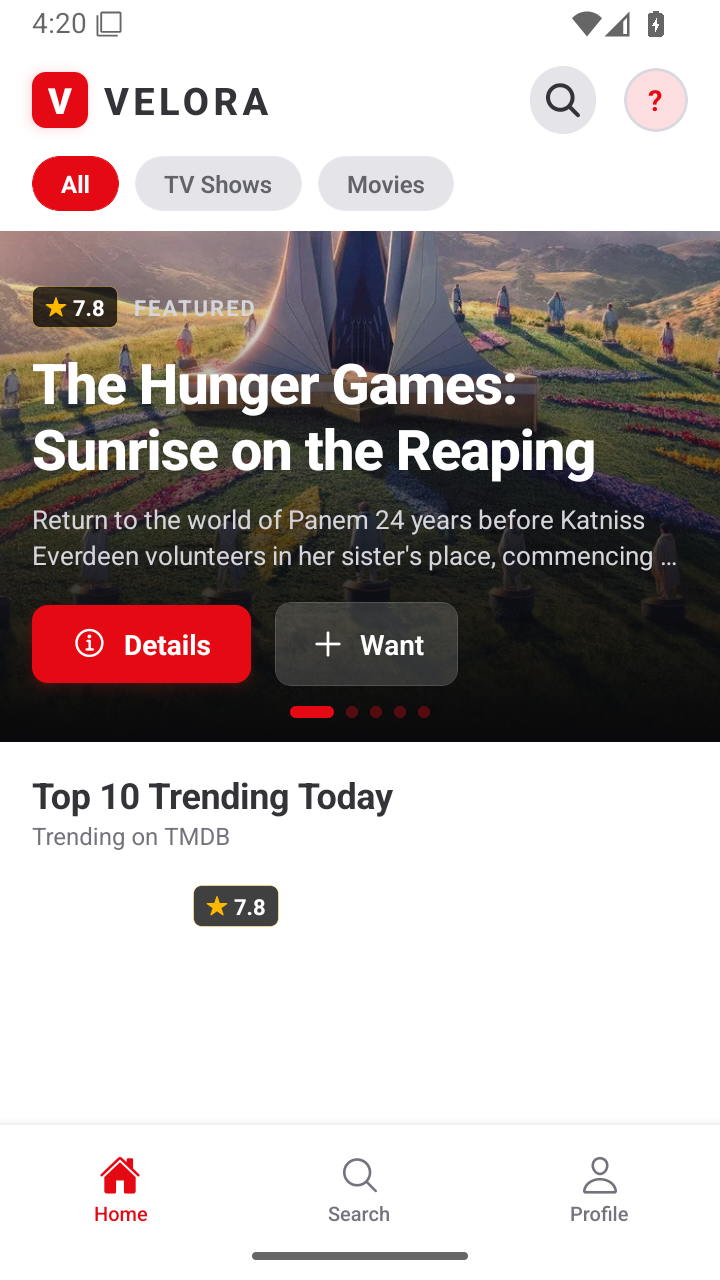 4:20
V VELORA
?
All
TV Shows
Movies
7.8 FEATURED
The Hunger Games:
Sunrise on the Reaping
Return to the world of Panem 24 years before Katniss
Everdeen volunteers in her sister's place, commencing ...
Details
Want
Top 10 Trending Today
Trending on TMDB
7.8
Home
Search
Profile